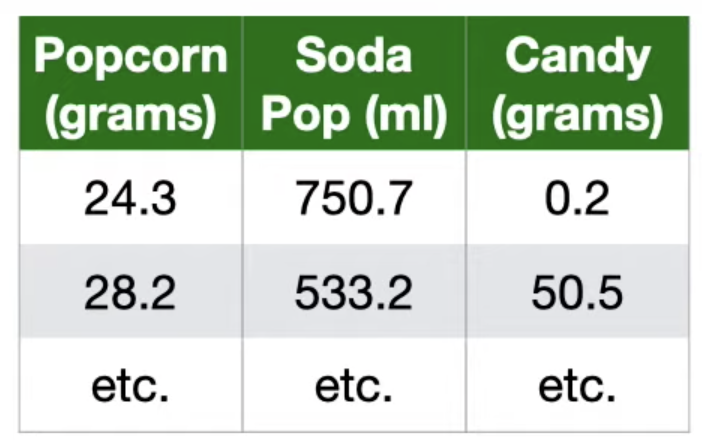 Popcorn Soda Candy
(grams) Pop (ml) (grams)
24.3 750.7 0.2
28.2 533.2 50.5
etc. etc. etc.